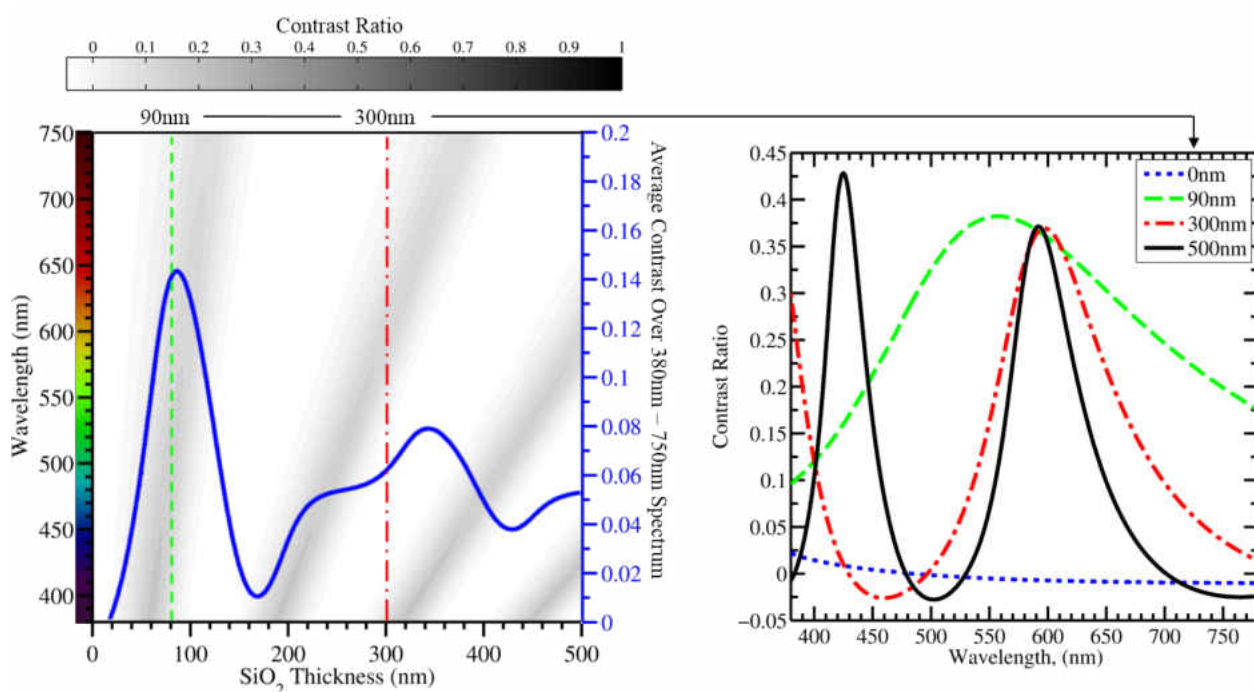 Contrast Ratio
0 0.1 0.2 0.3 0.4 0.5 0.6 0.7 0.8 0.9 1
90nm 300nm
750
700
650
600
550
500
450
400
Wavelength (nm)
0 100 200 300 400 500
SiO2 Thickness (nm)
0.2
0.18
0.16
0.14
0.12
0.1
0.08
0.06
0.04
0.02
0
Average Contrast Over 380nm – 750nm Spectrum
0.45
0.4
0.35
0.3
0.25
0.2
0.15
0.1
0.05
0
−0.05
Contrast Ratio
0nm
90nm
300nm
500nm
400 450 500 550 600 650 700 750
Wavelength, (nm)